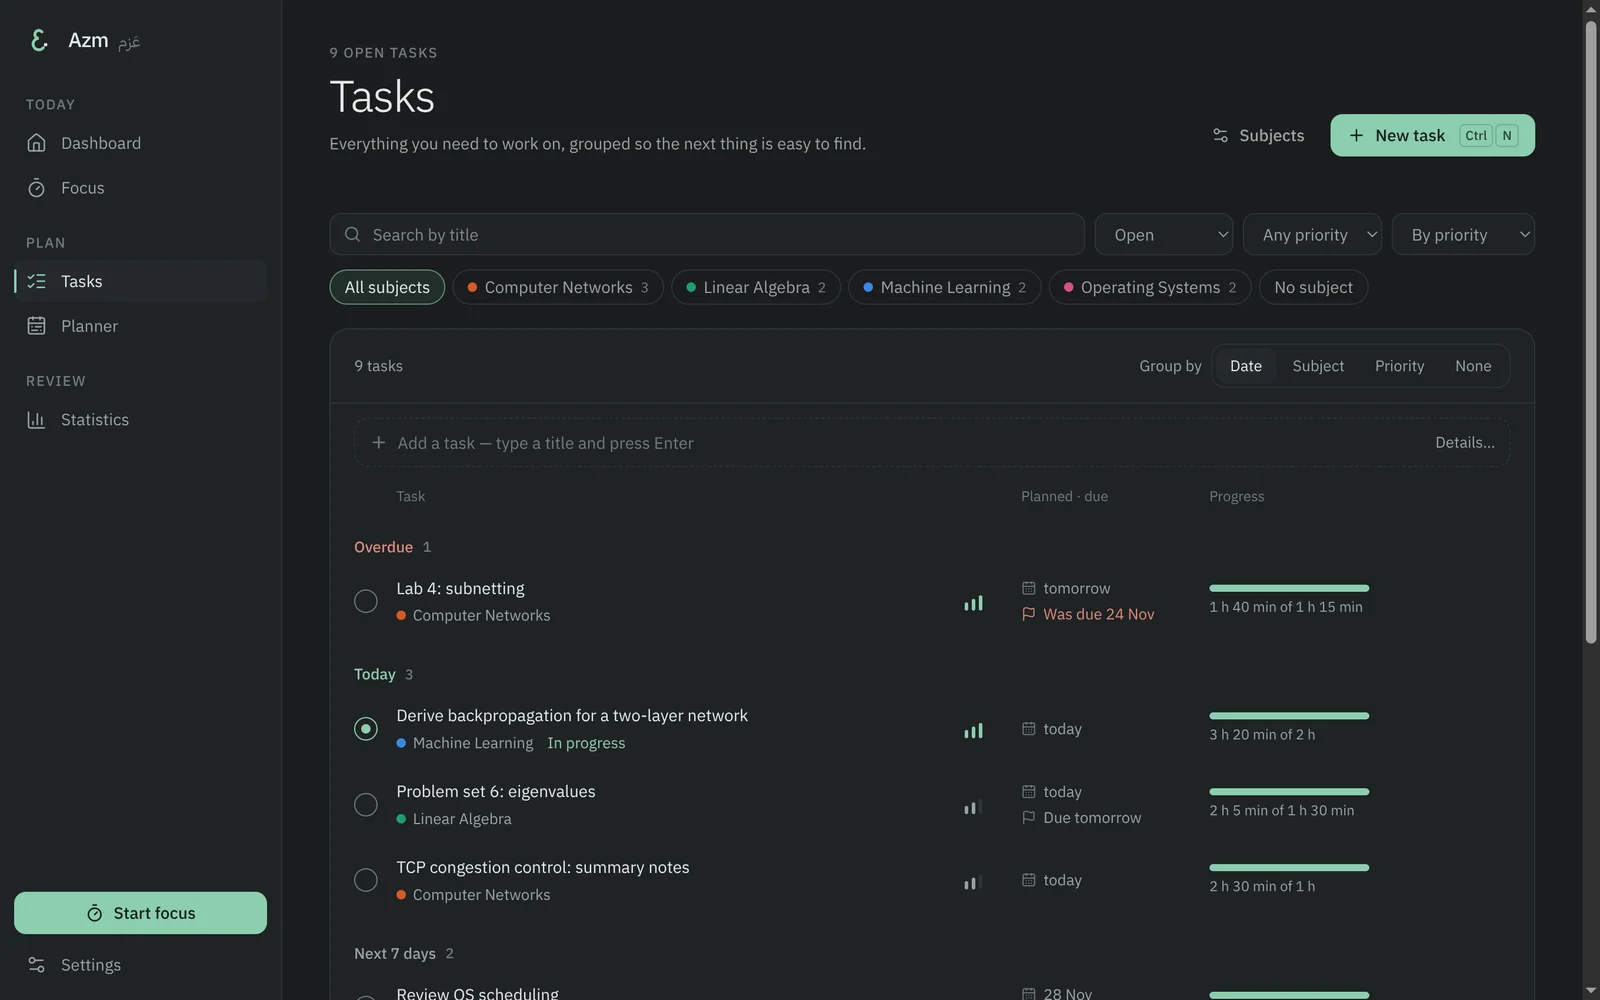 Azm عَزم
TODAY
Dashboard
Focus
PLAN
Tasks
Planner
REVIEW
Statistics
Start focus
Settings
9 OPEN TASKS
Tasks
Everything you need to work on, grouped so the next thing is easy to find.
Subjects
New task Ctrl N
Search by title
Open
Any priority
By priority
All subjects
Computer Networks 3
Linear Algebra 2
Machine Learning 2
Operating Systems 2
No subject
9 tasks
Group by Date Subject Priority None
Add a task — type a title and press Enter
Details...
Task Planned · due Progress
Overdue 1
Lab 4: subnetting
Computer Networks
tomorrow
Was due 24 Nov
1 h 40 min of 1 h 15 min
Today 3
Derive backpropagation for a two-layer network
Machine Learning In progress
today
3 h 20 min of 2 h
Problem set 6: eigenvalues
Linear Algebra
today
Due tomorrow
2 h 5 min of 1 h 30 min
TCP congestion control: summary notes
Computer Networks
today
2 h 30 min of 1 h
Next 7 days 2
Review OS scheduling
28 Nov